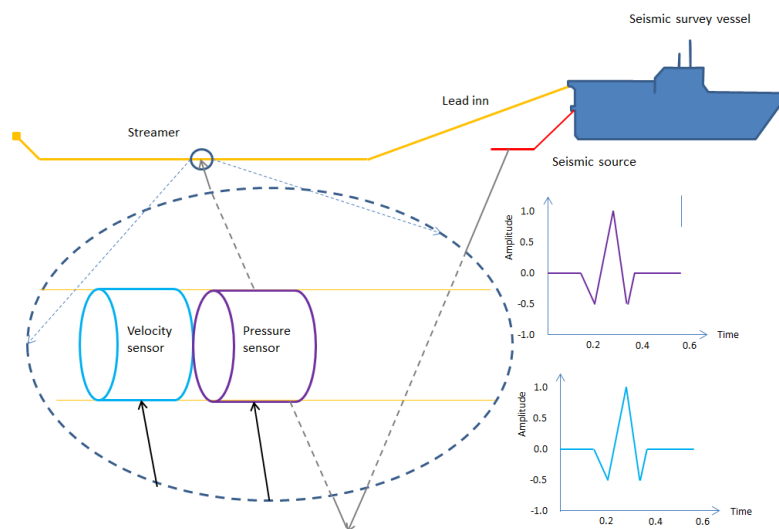 Seismic survey vessel
Lead inn
Streamer
Seismic source
Amplitude
1.0
0.5
0.0
-0.5
-1.0
0.2
0.4
0.6
Time
Velocity
sensor
Pressure
sensor
Amplitude
1.0
0.5
0.0
-0.5
-1.0
0.2
0.4
0.6
Time